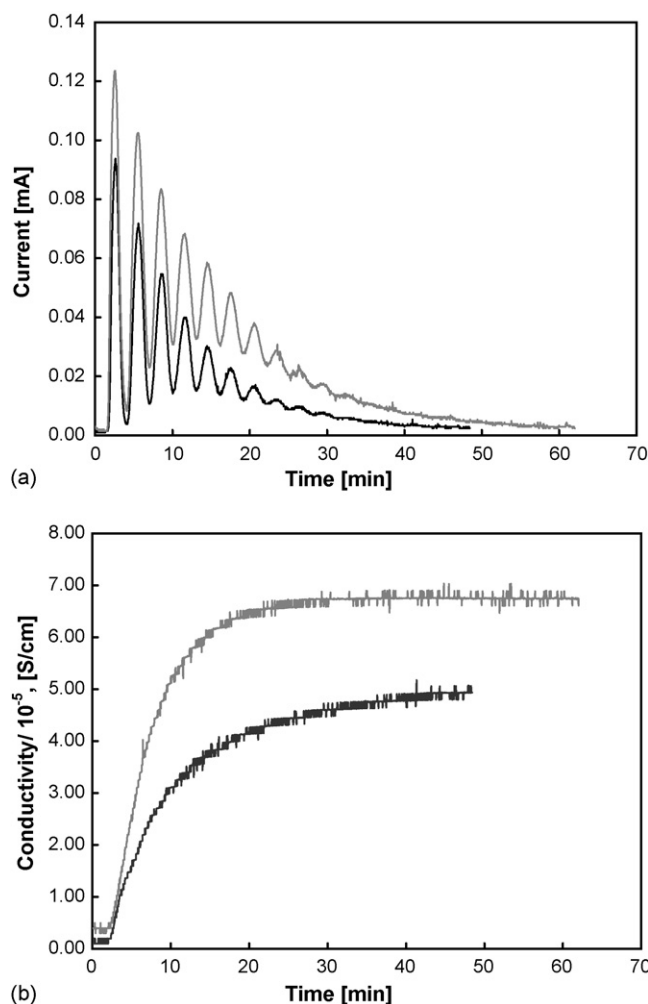 0.14
0.12
0.10
0.08
0.06
0.04
0.02
0.00
Current [mA]
0 10 20 30 40 50 60 70
Time [min]
(a)
8.00
7.00
6.00
5.00
4.00
3.00
2.00
1.00
0.00
Conductivity/ 10⁻⁵, [S/cm]
0 10 20 30 40 50 60 70
Time [min]
(b)